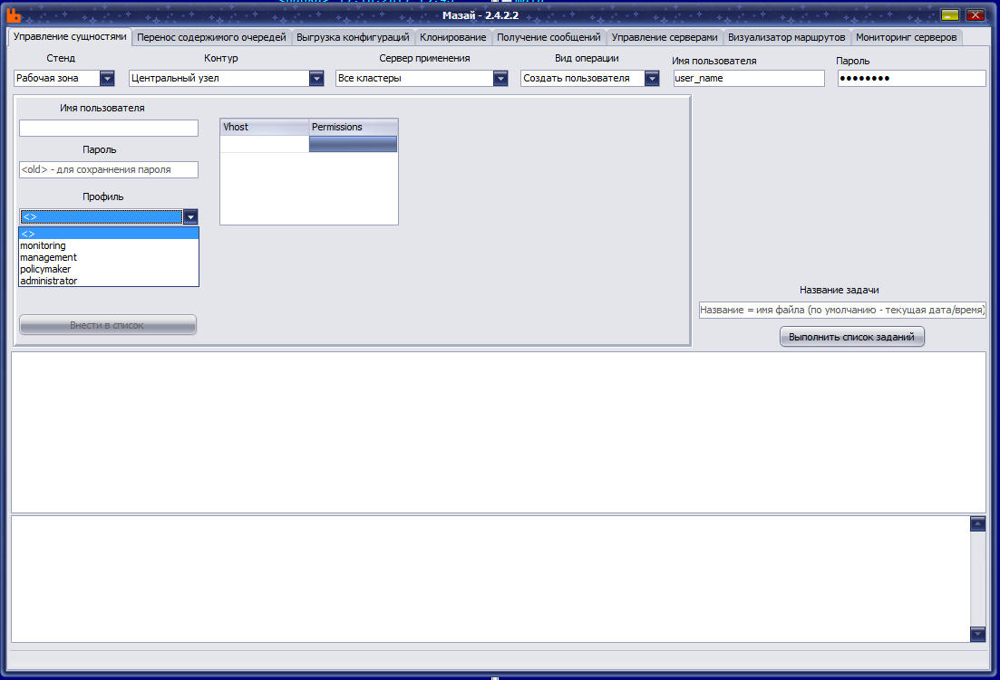 Мазай - 2.4.2.2
Управление сущностями Перенос содержимого очередей Выгрузка конфигураций Клонирование Получение сообщений Управление серверами Визуализатор маршрутов Мониторинг серверов
Стенд Контур Сервер применения Вид операции Имя пользователя Пароль
Рабочая зона Центральный узел Все кластеры Создать пользователя user_name ●●●●●●●●
Имя пользователя
Vhost Permissions
Пароль
<old> - для сохраннения пароля
Профиль
<>
<>
monitoring
management
policymaker
administrator
Название задачи
Название = имя файла (по умолчанию - текущая дата/время)
Внести в список
Выполнить список заданий